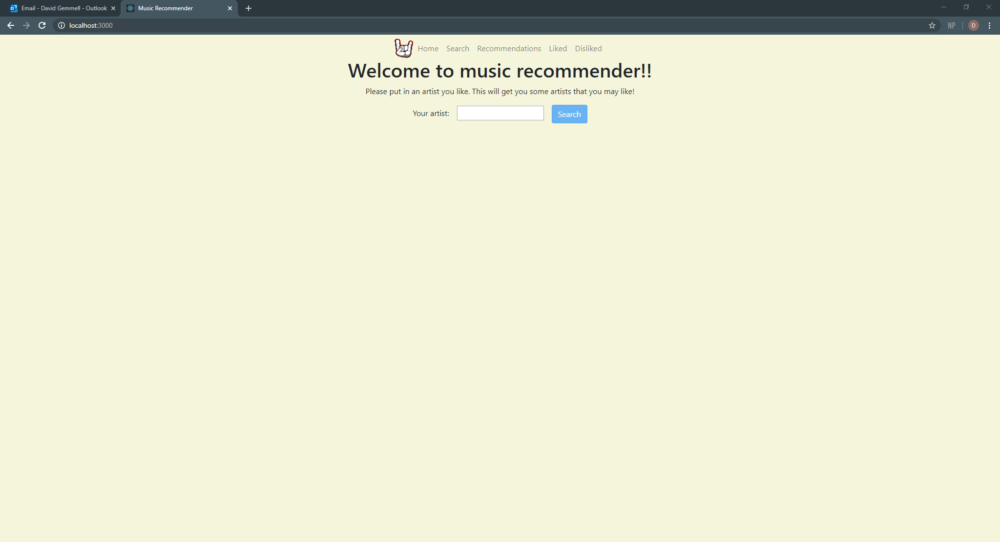 Email - David Gemmell - Outlook
Music Recommender
localhost:3000
NP
D
Home Search Recommendations Liked Disliked
Welcome to music recommender!!
Please put in an artist you like. This will get you some artists that you may like!
Your artist:
Search